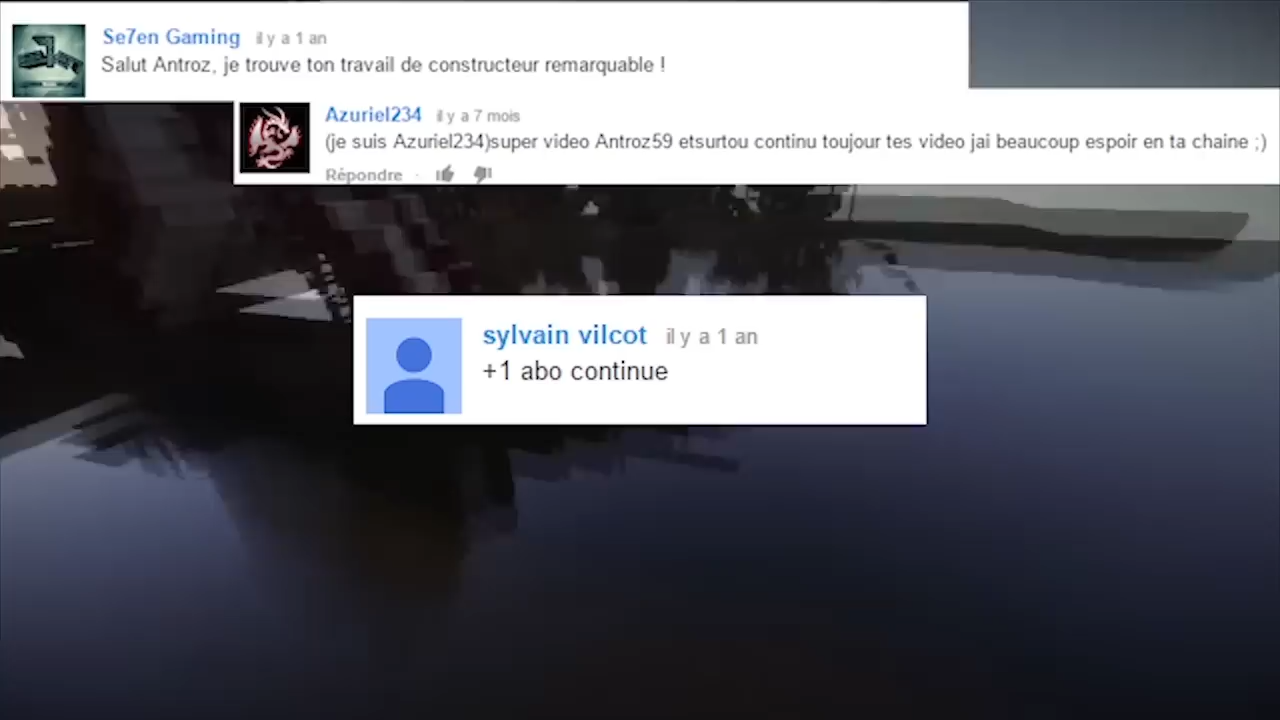 Se7en Gaming il y a 1 an
Salut Antroz, je trouve ton travail de constructeur remarquable !
Azuriel234 il y a 7 mois
(je suis Azuriel234)super video Antroz59 etsurtou continu toujour tes video jai beaucoup espoir en ta chaine ;)
Répondre ·
sylvain vilcot il y a 1 an
+1 abo continue